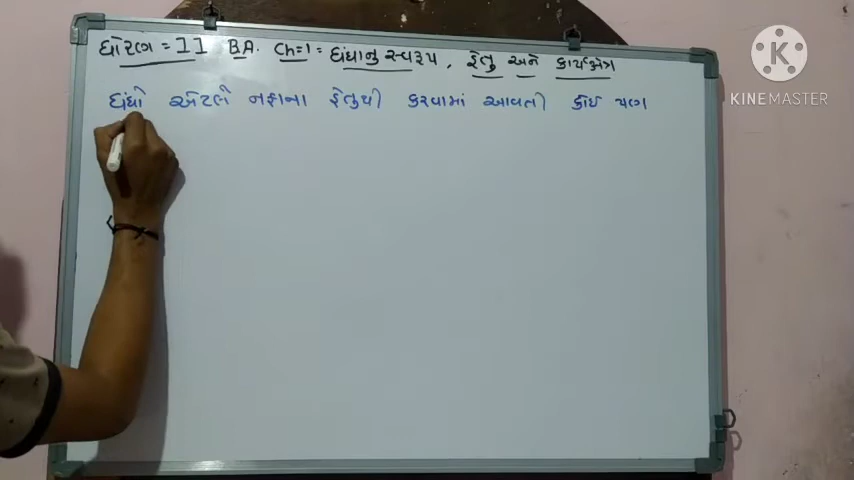 ધોરણ = 11 BA. Ch=1 = ધંધાનું સ્વરૂપ, હેતુ અને કાર્યક્ષેત્ર
ધંધો એટલે નફાના હેતુથી કરવામાં આવતી કોઈ પણ
K
KINEMASTER